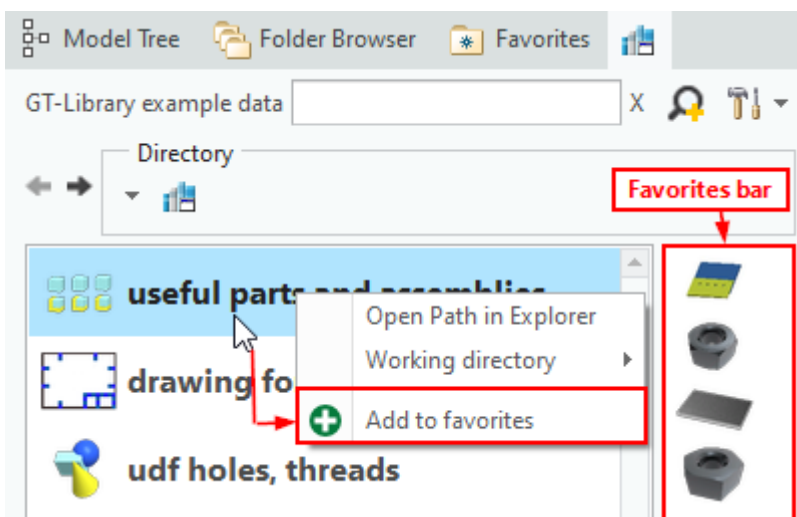 Model Tree Folder Browser Favorites
GT-Library example data X
Directory
Favorites bar
useful parts and assemblies
Open Path in Explorer
Working directory
drawing fo
Add to favorites
udf holes, threads